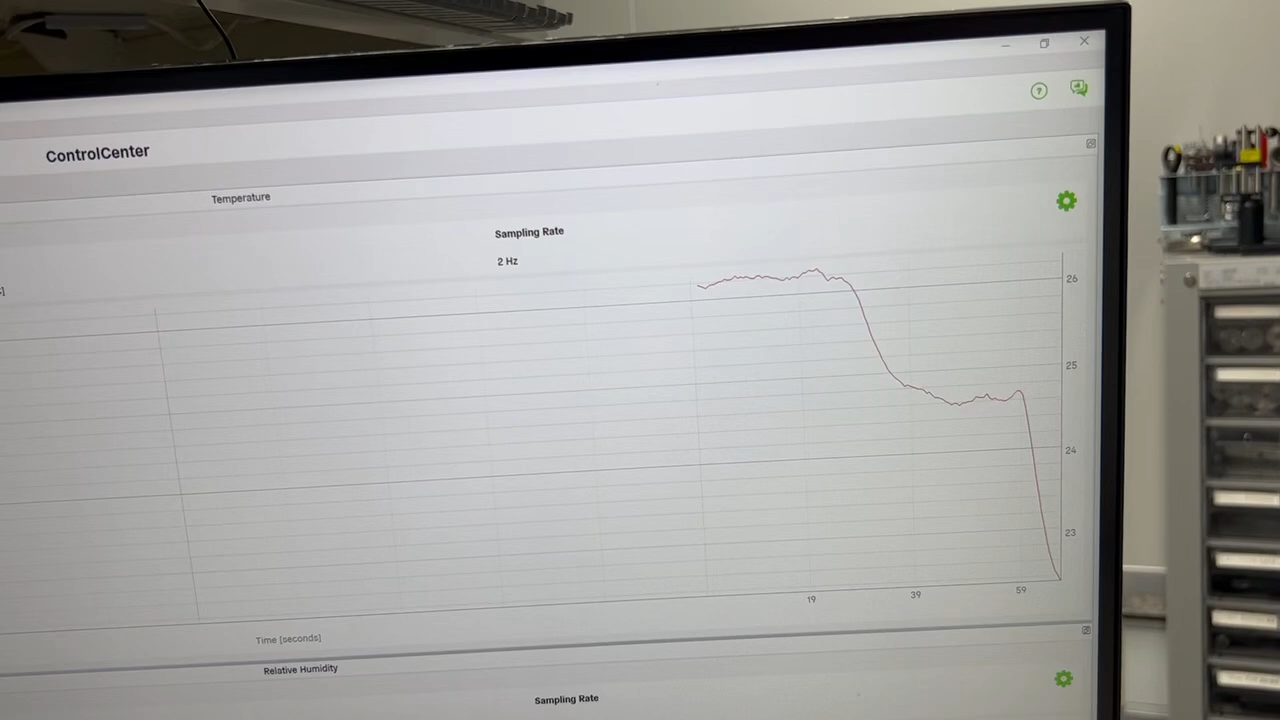 ControlCenter
Temperature
Sampling Rate
2 Hz
26
25
24
23
19
39
59
Time [seconds]
Relative Humidity
Sampling Rate